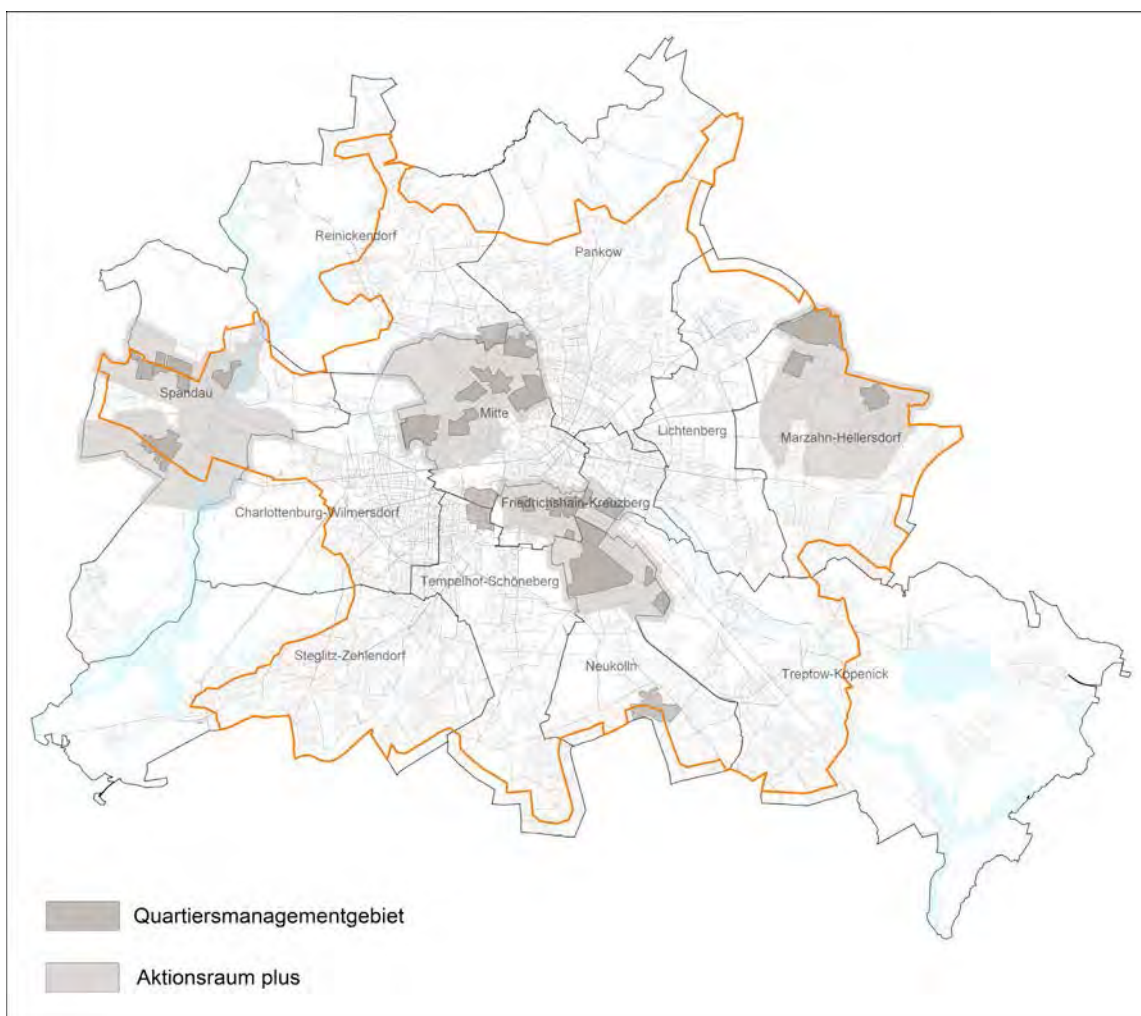 Reinickendorf
Pankow
Spandau
Mitte
Lichtenberg
Marzahn-Hellersdorf
Friedrichshain-Kreuzberg
Charlottenburg-Wilmersdorf
Tempelhof-Schöneberg
Steglitz-Zehlendorf
Neukölln
Treptow-Köpenick
Quartiersmanagementgebiet
Aktionsraum plus